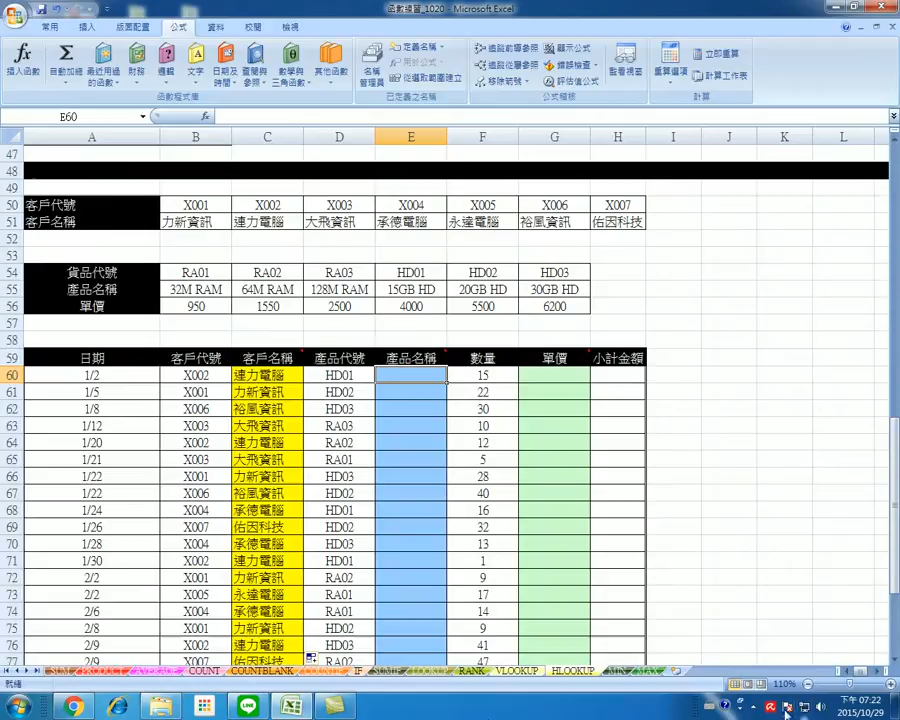 函數練習_1020 - Microsoft Excel
常用 插入 版面配置 公式 資料 校閱 檢視
插入函數 自動加總 最近用過的函數 財務 邏輯 文字 日期及時間 查閱與參照 數學與三角函數 其他函數 名稱管理員 定義名稱 用於公式 從選取範圍建立 追蹤前導參照 追蹤從屬參照 移除箭號 顯示公式 錯誤檢查 評估值公式 監看視窗 重算選項 立即重算 計算工作表
函數程式庫 已定義之名稱 公式稽核 計算
E60 fx
A B C D E F G H I J K L
47
48
49
50 客戶代號 X001 X002 X003 X004 X005 X006 X007
51 客戶名稱 力新資訊 連力電腦 大飛資訊 承德電腦 永達電腦 裕風資訊 佑因科技
52
53
54 貨品代號 RA01 RA02 RA03 HD01 HD02 HD03
55 產品名稱 32M RAM 64M RAM 128M RAM 15GB HD 20GB HD 30GB HD
56 單價 950 1550 2500 4000 5500 6200
57
58
59 日期 客戶代號 客戶名稱 產品代號 產品名稱 數量 單價 小計金額
60 1/2 X002 連力電腦 HD01 15
61 1/5 X001 力新資訊 HD02 22
62 1/8 X006 裕風資訊 HD03 30
63 1/12 X003 大飛資訊 RA03 10
64 1/20 X002 連力電腦 RA02 12
65 1/21 X003 大飛資訊 RA01 5
66 1/22 X001 力新資訊 HD03 28
67 1/22 X006 裕風資訊 HD02 40
68 1/24 X004 承德電腦 HD01 16
69 1/26 X007 佑因科技 HD02 32
70 1/28 X004 承德電腦 HD03 13
71 1/30 X002 連力電腦 HD01 1
72 2/2 X001 力新資訊 RA02 9
73 2/2 X005 永達電腦 RA01 17
74 2/6 X004 承德電腦 RA01 14
75 2/8 X001 力新資訊 HD01 9
76 2/9 X002 連力電腦 HD03 41
77 2/9 X007 佑因科技 RA02 47
SUM PRODUCT AVERAGE COUNT COUNTBLANK COUNTIF IF SUMIF LOOKUP RANK VLOOKUP HLOOKUP MIN MAX
就緒 110%
下午 07:22
2015/10/29